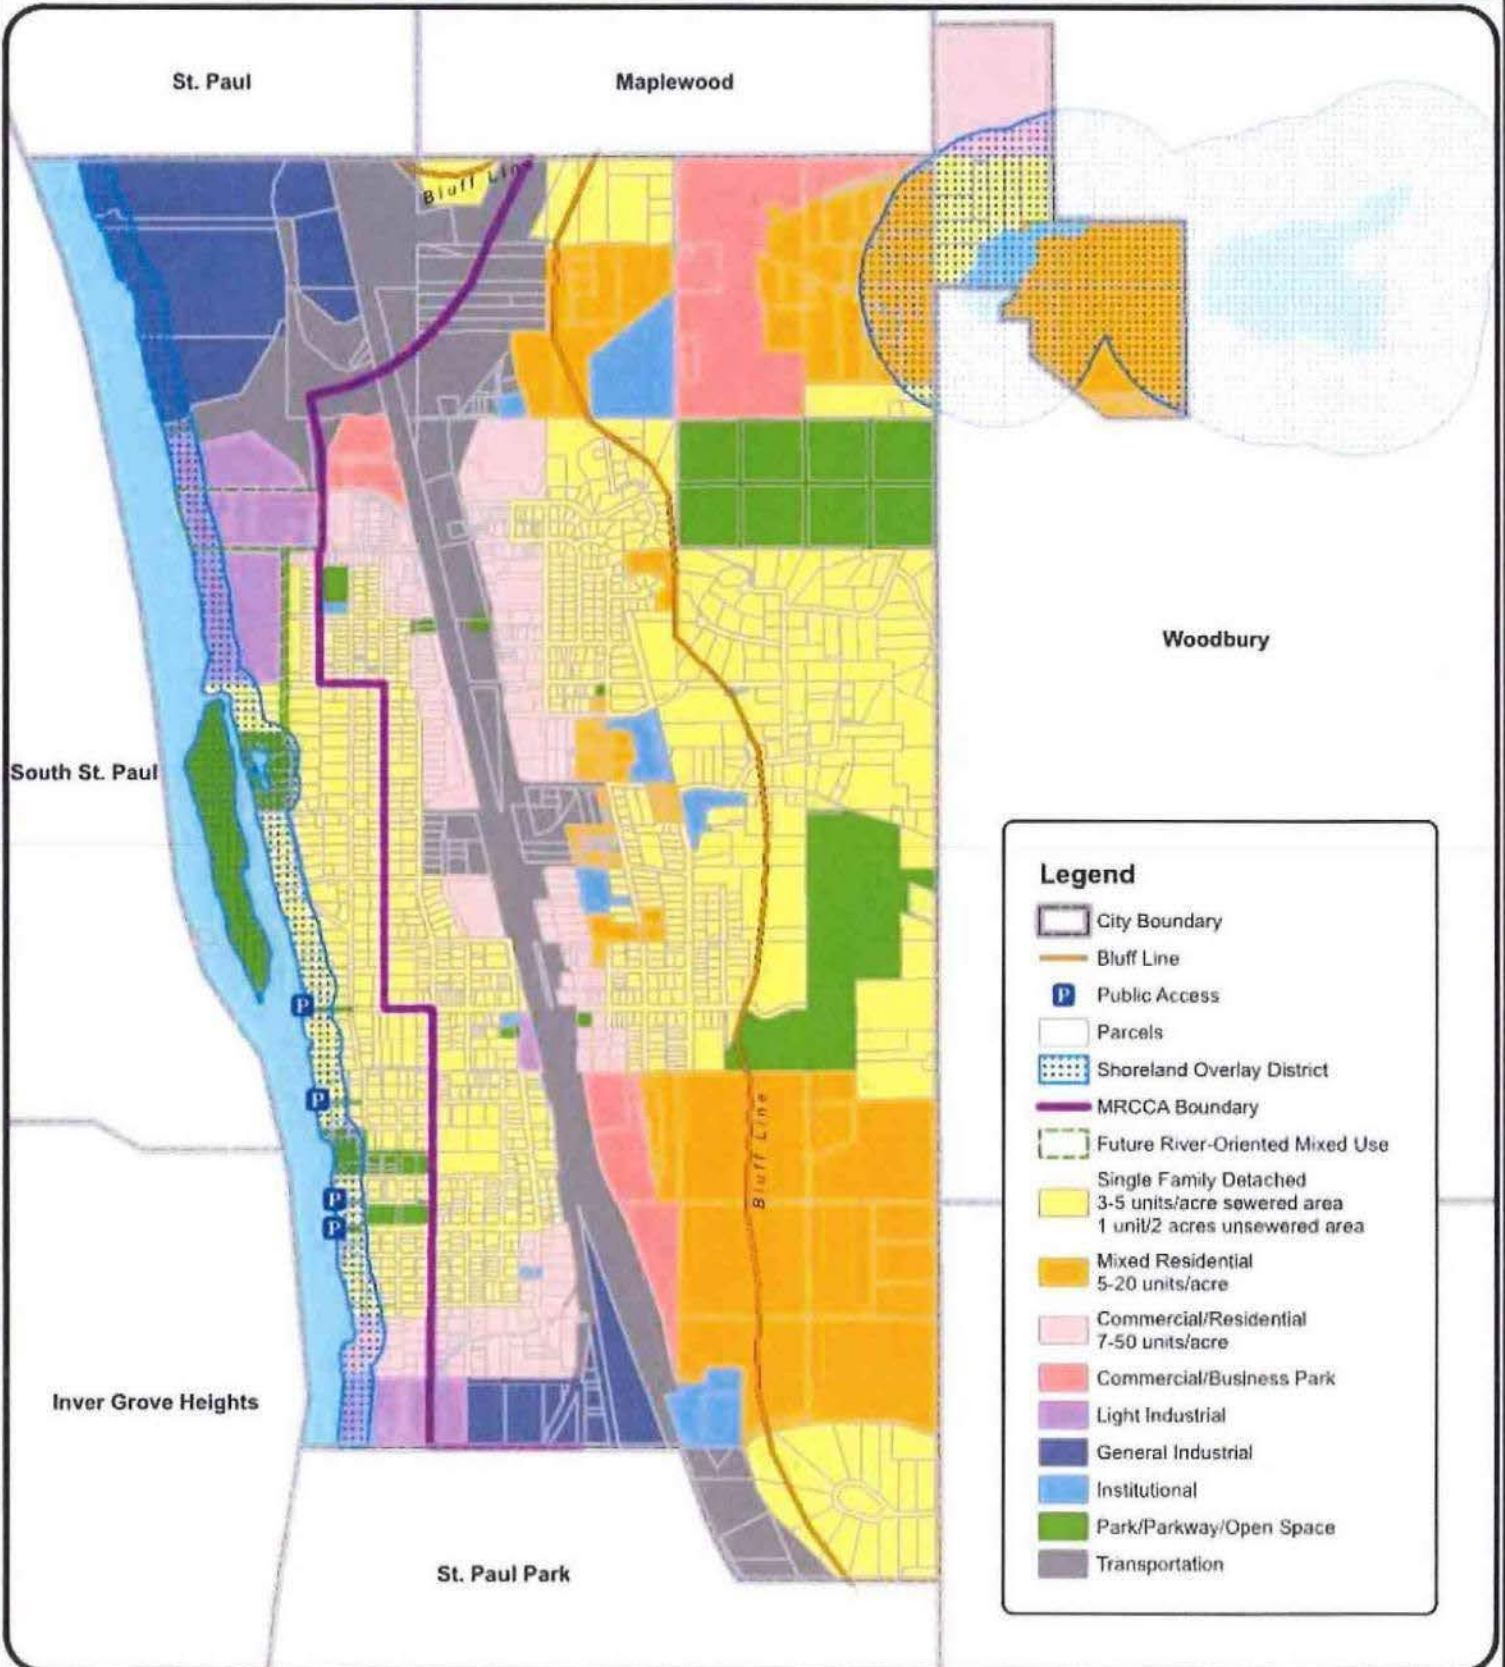 St. Paul
Maplewood
Bluff Line
Woodbury
South St. Paul
P
P
P
P
Bluff Line
Inver Grove Heights
St. Paul Park
Legend
City Boundary
Bluff Line
P Public Access
Parcels
Shoreland Overlay District
MRCCA Boundary
Future River-Oriented Mixed Use
Single Family Detached
3-5 units/acre sewered area
1 unit/2 acres unsewered area
Mixed Residential
5-20 units/acre
Commercial/Residential
7-50 units/acre
Commercial/Business Park
Light Industrial
General Industrial
Institutional
Park/Parkway/Open Space
Transportation